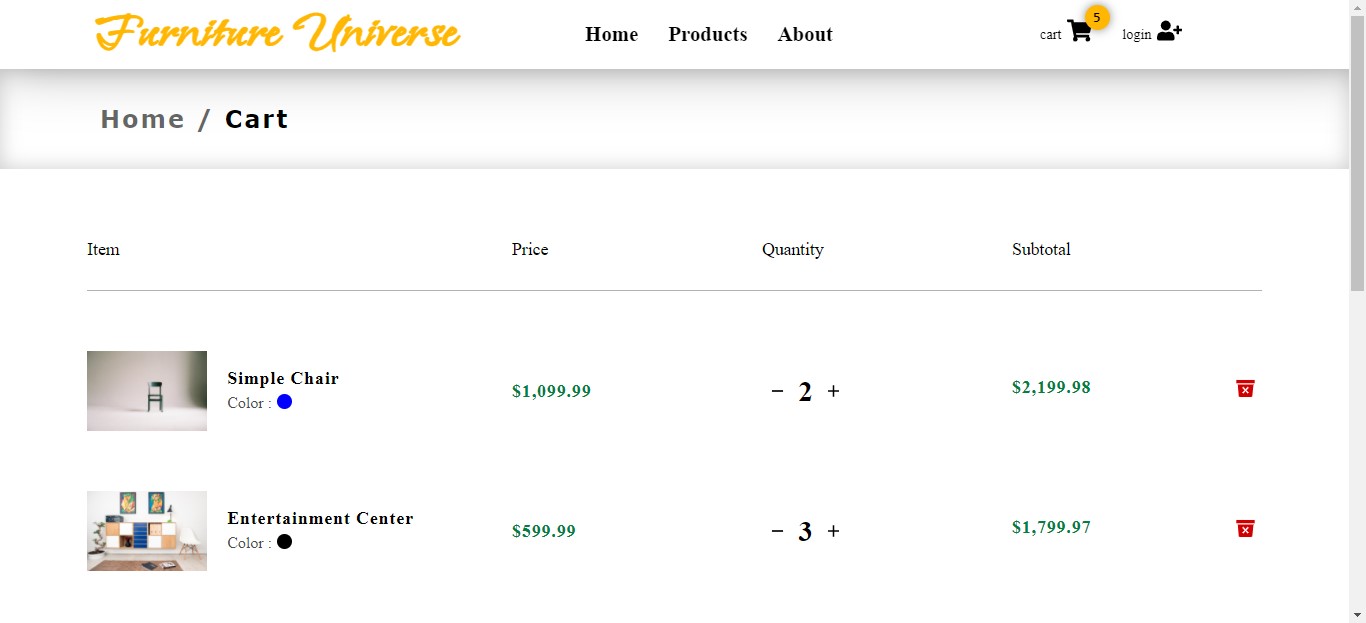 Furniture Universe Home Products About cart 5 login
Home / Cart
Item Price Quantity Subtotal
Simple Chair
Color :
$1,099.99 − 2 + $2,199.98
Entertainment Center
Color :
$599.99 − 3 + $1,799.97